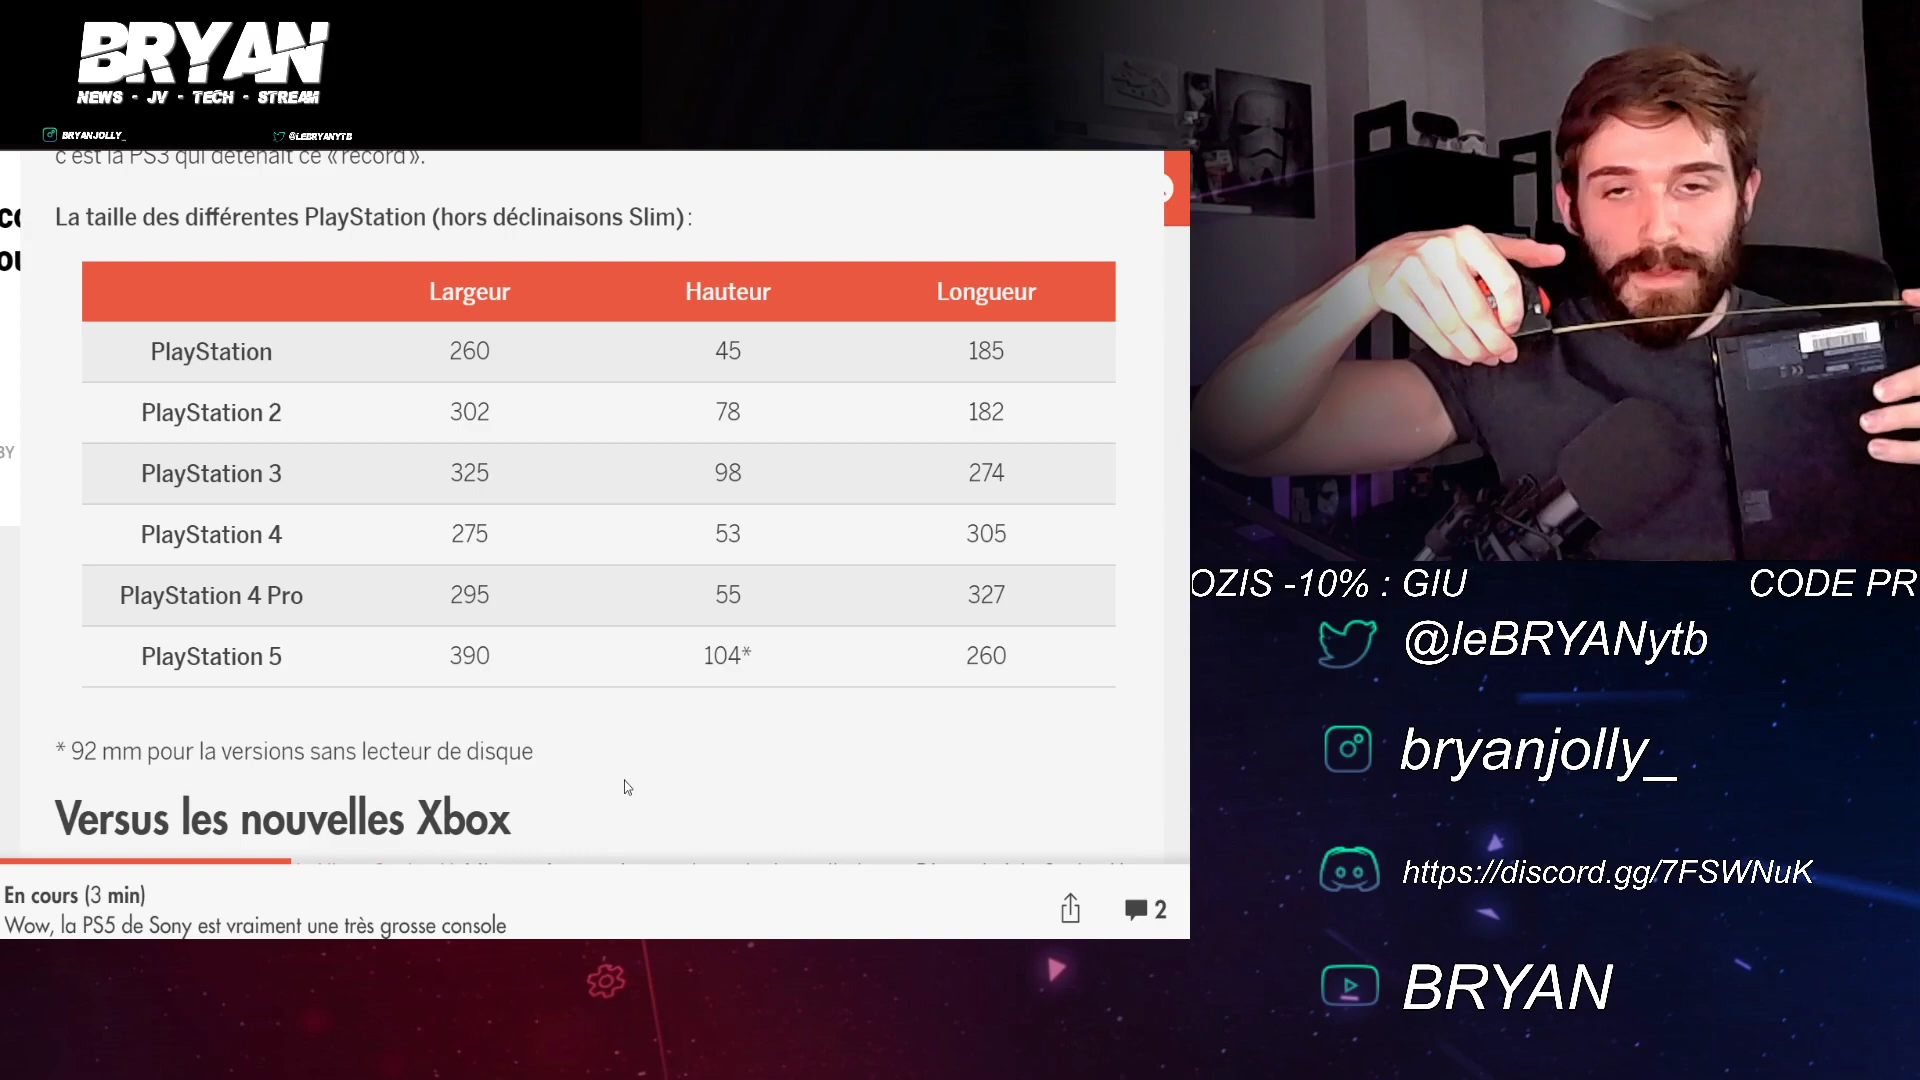 BRYAN
NEWS - JV - TECH - STREAM
BRYANJOLLY_
@LEBRYANYTB
c'est la PS3 qui détenait ce «record».
La taille des différentes PlayStation (hors déclinaisons Slim):
Largeur Hauteur Longueur
PlayStation 260 45 185
PlayStation 2 302 78 182
PlayStation 3 325 98 274
PlayStation 4 275 53 305
PlayStation 4 Pro 295 55 327
PlayStation 5 390 104* 260
* 92 mm pour la versions sans lecteur de disque
Versus les nouvelles Xbox
En cours (3 min)
Wow, la PS5 de Sony est vraiment une très grosse console
2
OZIS -10% : GIU CODE PR
@leBRYANytb
bryanjolly_
https://discord.gg/7FSWNuK
BRYAN